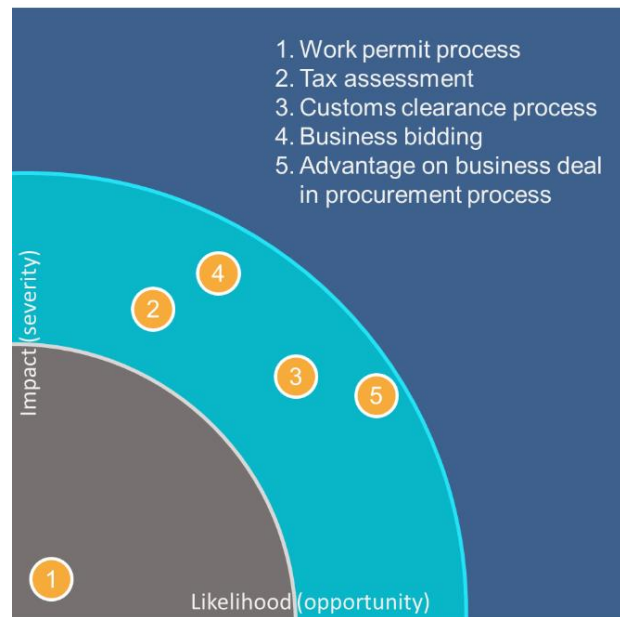 1. Work permit process
2. Tax assessment
3. Customs clearance process
4. Business bidding
5. Advantage on business deal
in procurement process
4
2
3
5
Impact (severity)
1
Likelihood (opportunity)